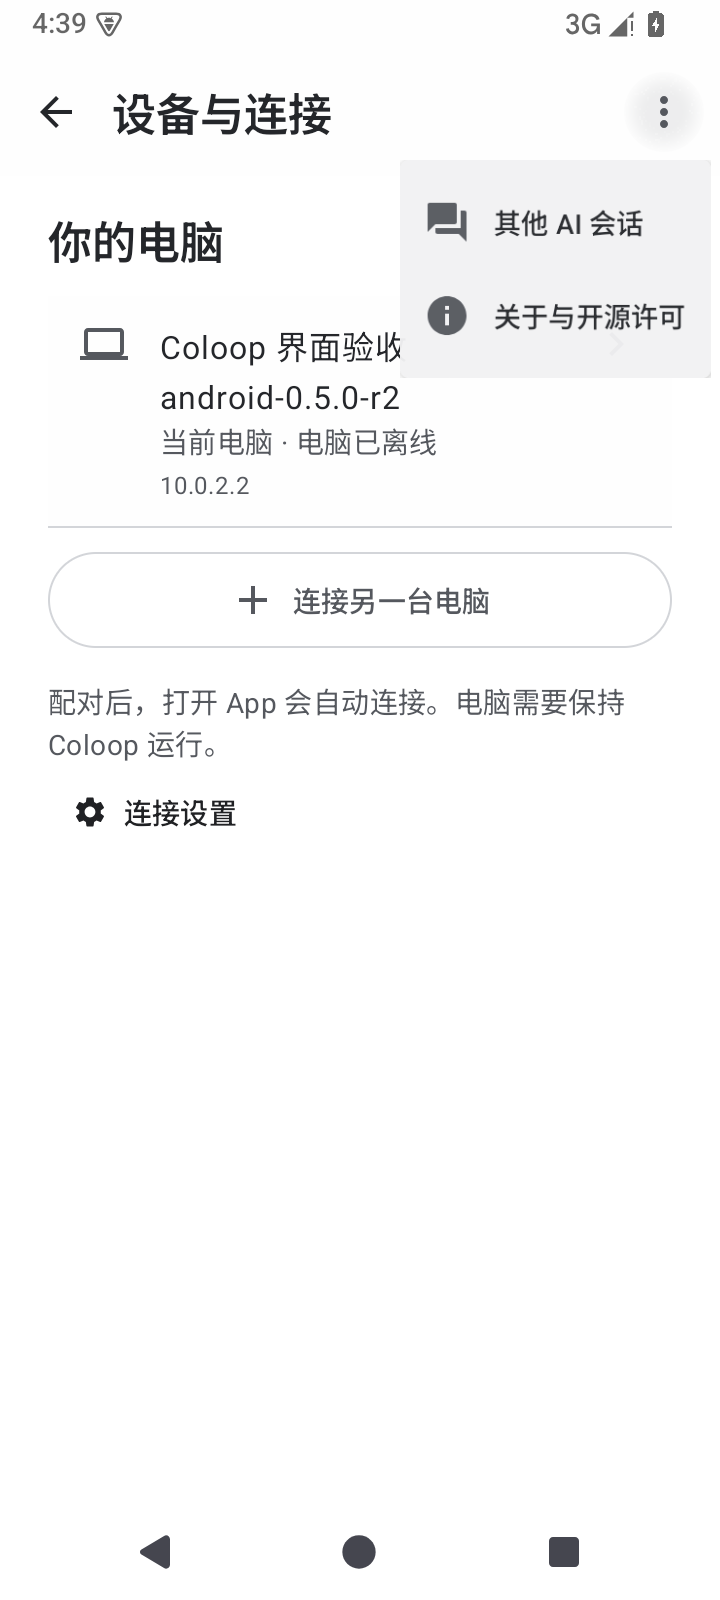 4:39
3G
设备与连接
其他 AI 会话
关于与开源许可
你的电脑
Coloop 界面验收
android-0.5.0-r2
当前电脑 · 电脑已离线
10.0.2.2
连接另一台电脑
配对后，打开 App 会自动连接。电脑需要保持
Coloop 运行。
连接设置